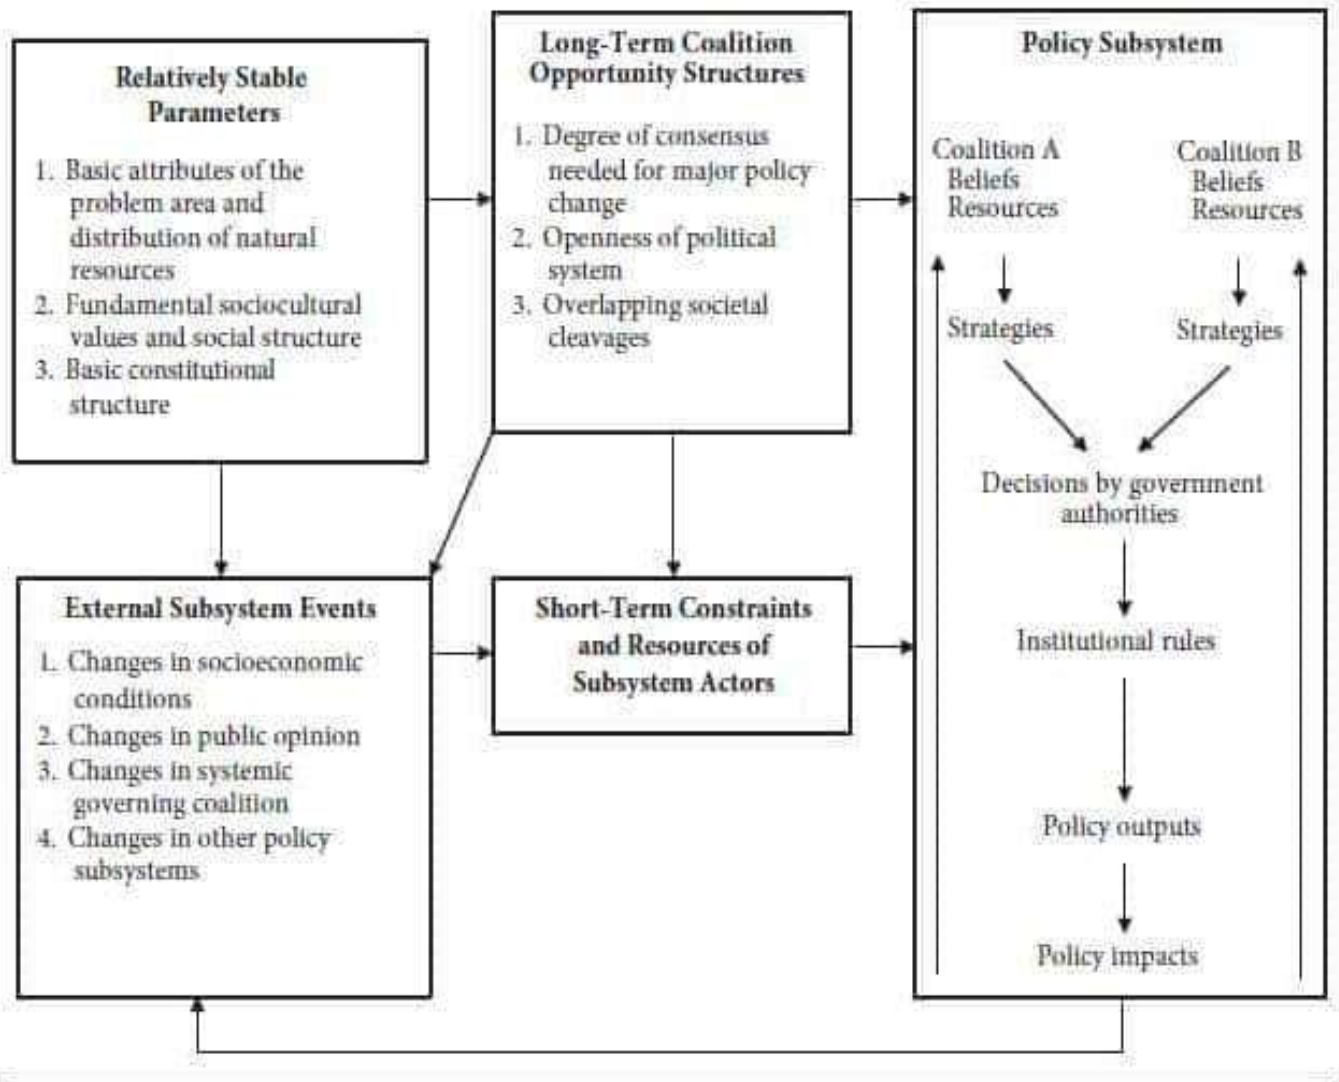 Relatively Stable
Parameters
1. Basic attributes of the
problem area and
distribution of natural
resources
2. Fundamental sociocultural
values and social structure
3. Basic constitutional
structure
Long-Term Coalition
Opportunity Structures
1. Degree of consensus
needed for major policy
change
2. Openness of political
system
3. Overlapping societal
cleavages
Policy Subsystem
Coalition A
Beliefs
Resources
Coalition B
Beliefs
Resources
Strategies
Strategies
Decisions by government
authorities
Institutional rules
Policy outputs
Policy impacts
External Subsystem Events
1. Changes in socioeconomic
conditions
2. Changes in public opinion
3. Changes in systemic
governing coalition
4. Changes in other policy
subsystems
Short-Term Constraints
and Resources of
Subsystem Actors